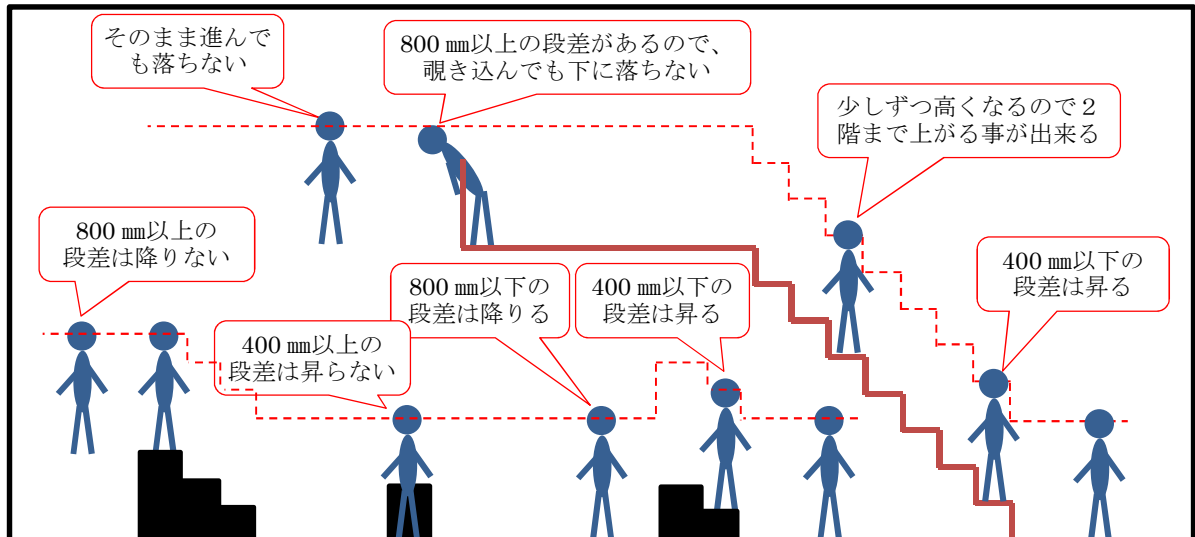 そのまま進んで
も落ちない
800 ㎜以上の段差があるので、
覗き込んでも下に落ちない
少しずつ高くなるので２
階まで上がる事が出来る
800 ㎜以上の
段差は降りない
400 ㎜以上の
段差は昇らない
800 ㎜以下の
段差は降りる
400 ㎜以下の
段差は昇る
400 ㎜以下の
段差は昇る